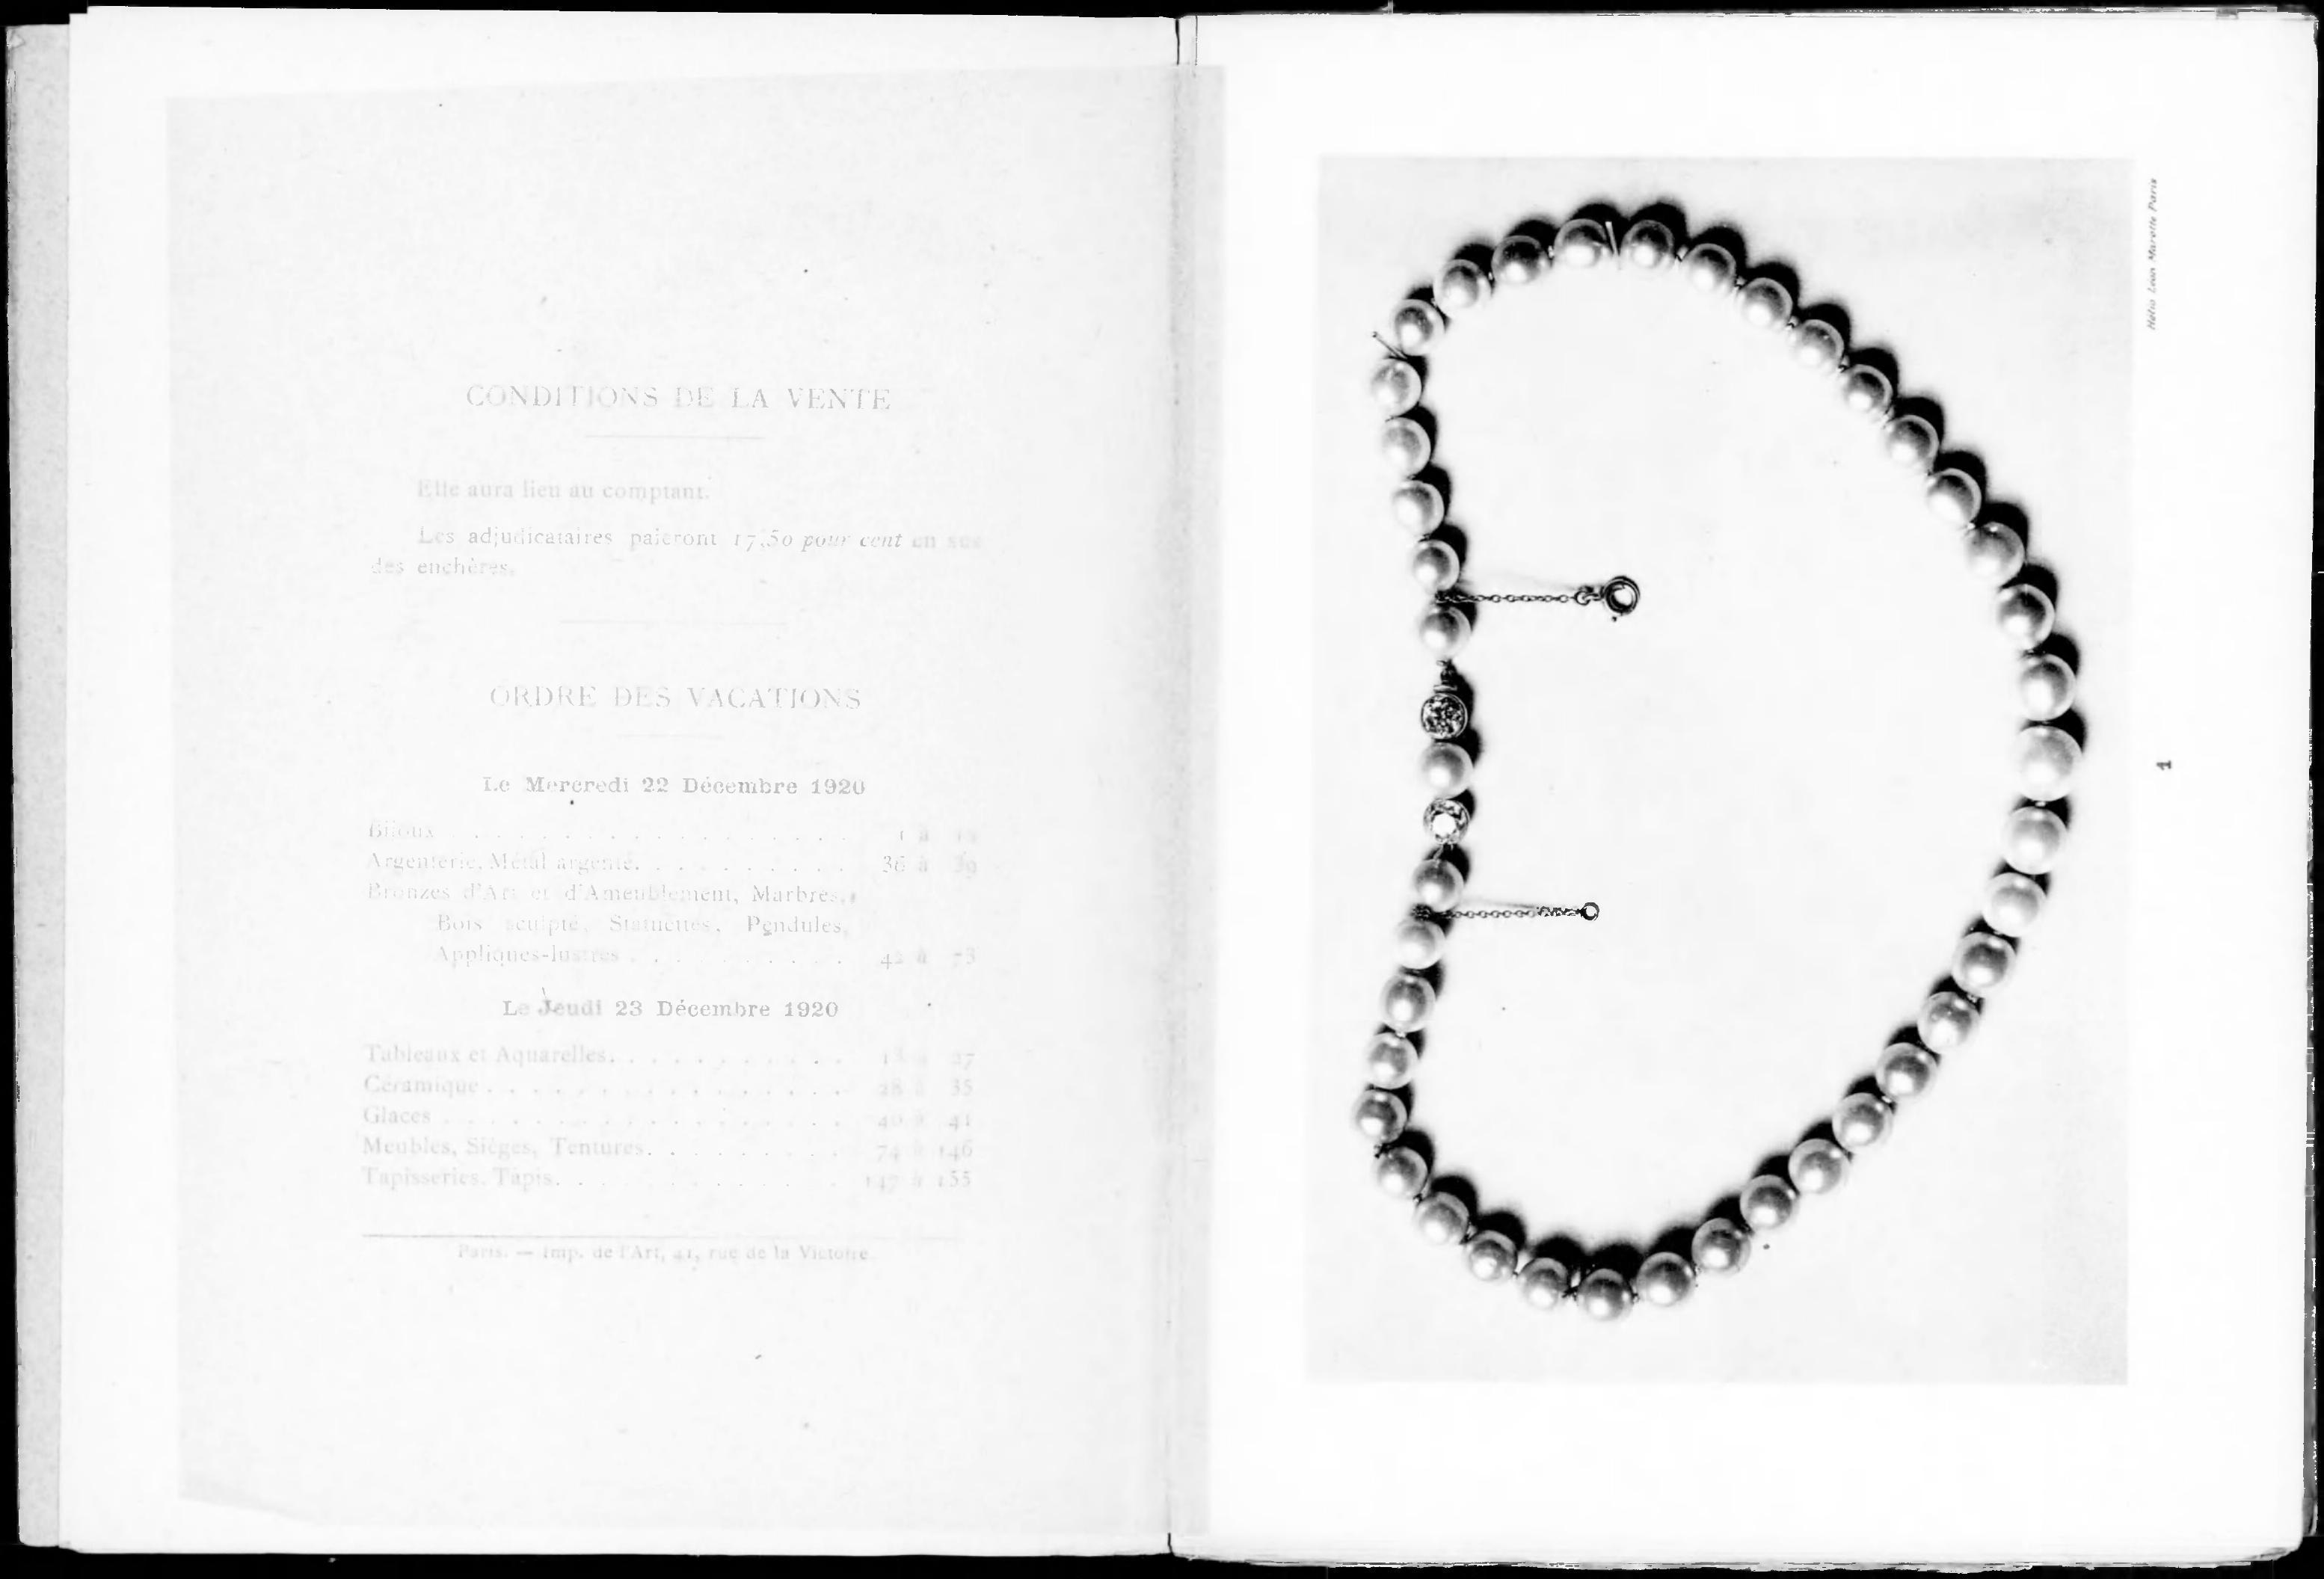 CONDITIONS DE LA VENTE
Elle aura lieu au comptant.
Les adjudicataires paieront 17,50 pour cent en sus
des enchères.
ORDRE DES VACATIONS
Le Mercredi 22 Décembre 1920
Bijoux . . . . . . . . . . . . . . . . . 1 à
Argenterie, Métal argenté. . . . . . . . . . 36 à 39
Bronzes d'Art et d'Ameublement, Marbres,
Bois sculpté, Statuettes, Pendules,
Appliques-lustres . . . . . . . . . . 42 à 73
Le Jeudi 23 Décembre 1920
Tableaux et Aquarelles. . . . . . . . . . . à 27
Céramique . . . . . . . . . . . . . . . . 28 à 35
Glaces . . . . . . . . . . . . . . . . . . 40 à 41
Meubles, Sièges, Tentures. . . . . . . . . 74 à 146
Tapisseries, Tapis. . . . . . . . . . . . . 147 à 155
Paris. — Imp. de l'Art, 41, rue de la Victoire.
Hélio Léon Marotte Paris
1